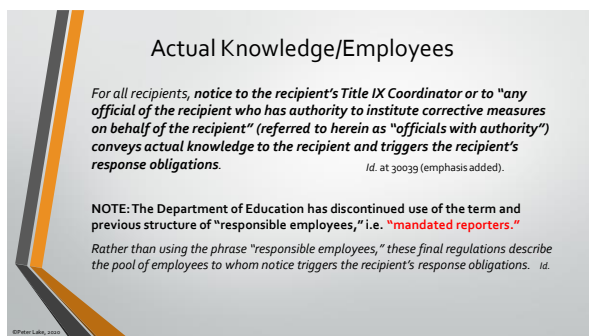 Actual Knowledge/Employees
For all recipients, notice to the recipient's Title IX Coordinator or to "any
official of the recipient who has authority to institute corrective measures
on behalf of the recipient" (referred to herein as "officials with authority")
conveys actual knowledge to the recipient and triggers the recipient's
response obligations. Id. at 30039 (emphasis added).
NOTE: The Department of Education has discontinued use of the term and
previous structure of "responsible employees," i.e. "mandated reporters."
Rather than using the phrase "responsible employees," these final regulations describe
the pool of employees to whom notice triggers the recipient's response obligations. Id.
©Peter Lake, 2020